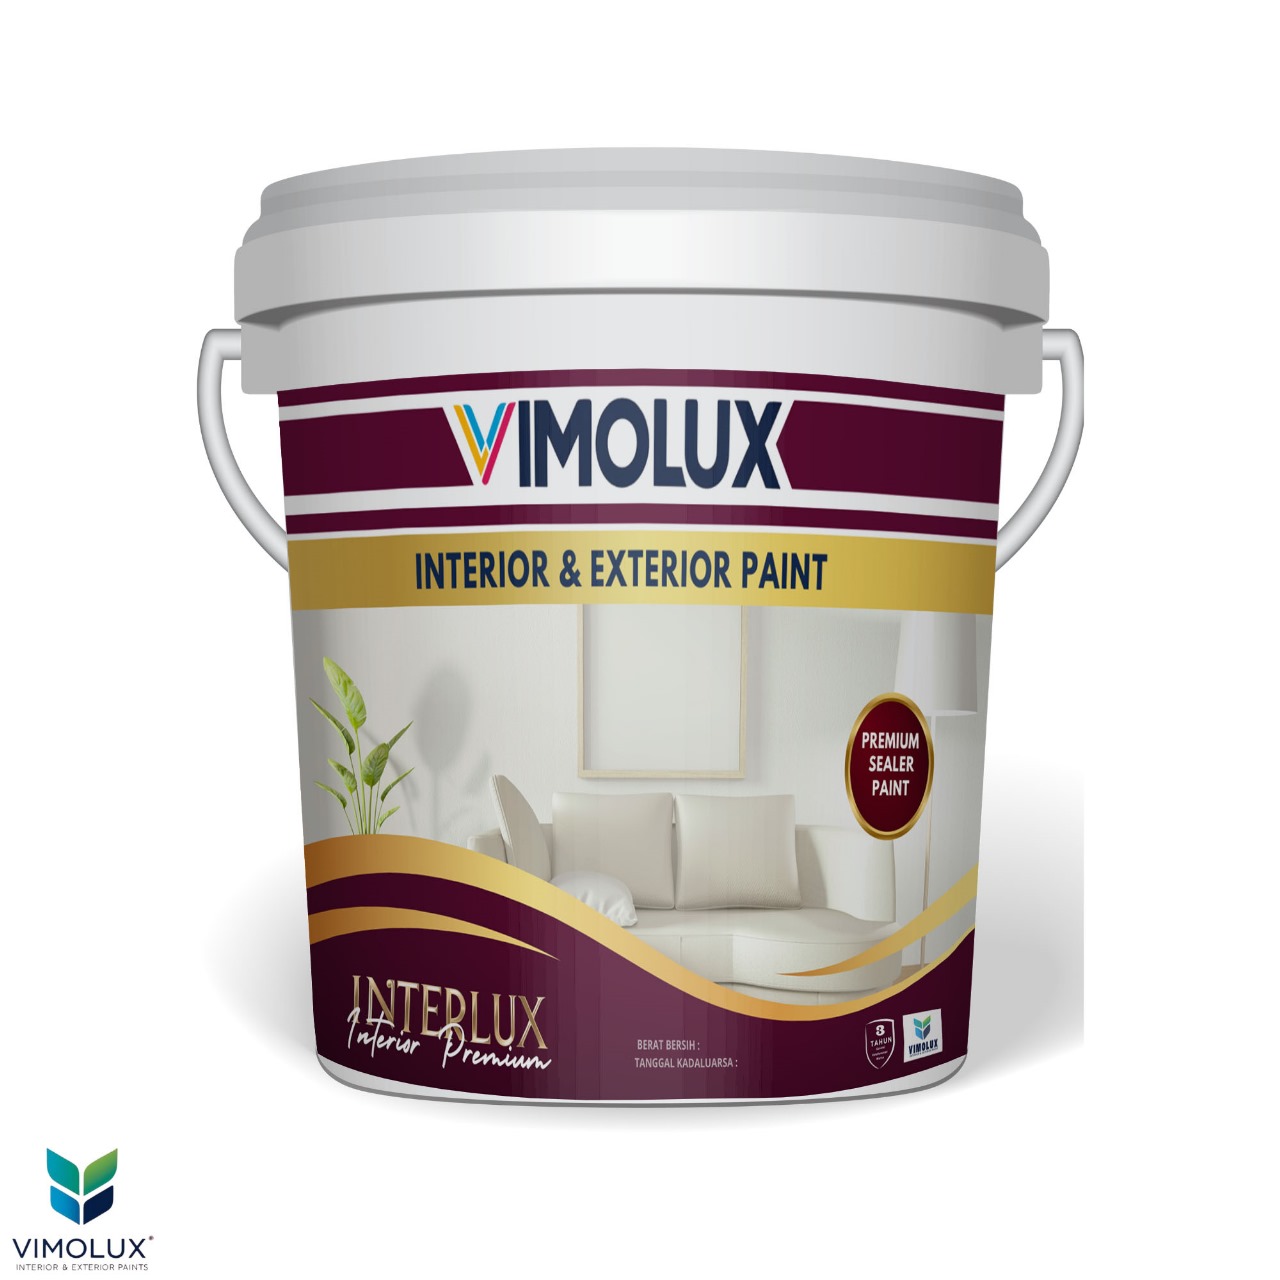 VIMOLUX
INTERIOR & EXTERIOR PAINT
PREMIUM
SEALER
PAINT
INTERLUX
Interior Premium
BERAT BERSIH :
TANGGAL KADALUARSA :
3
TAHUN
VIMOLUX
VIMOLUX®
INTERIOR & EXTERIOR PAINTS